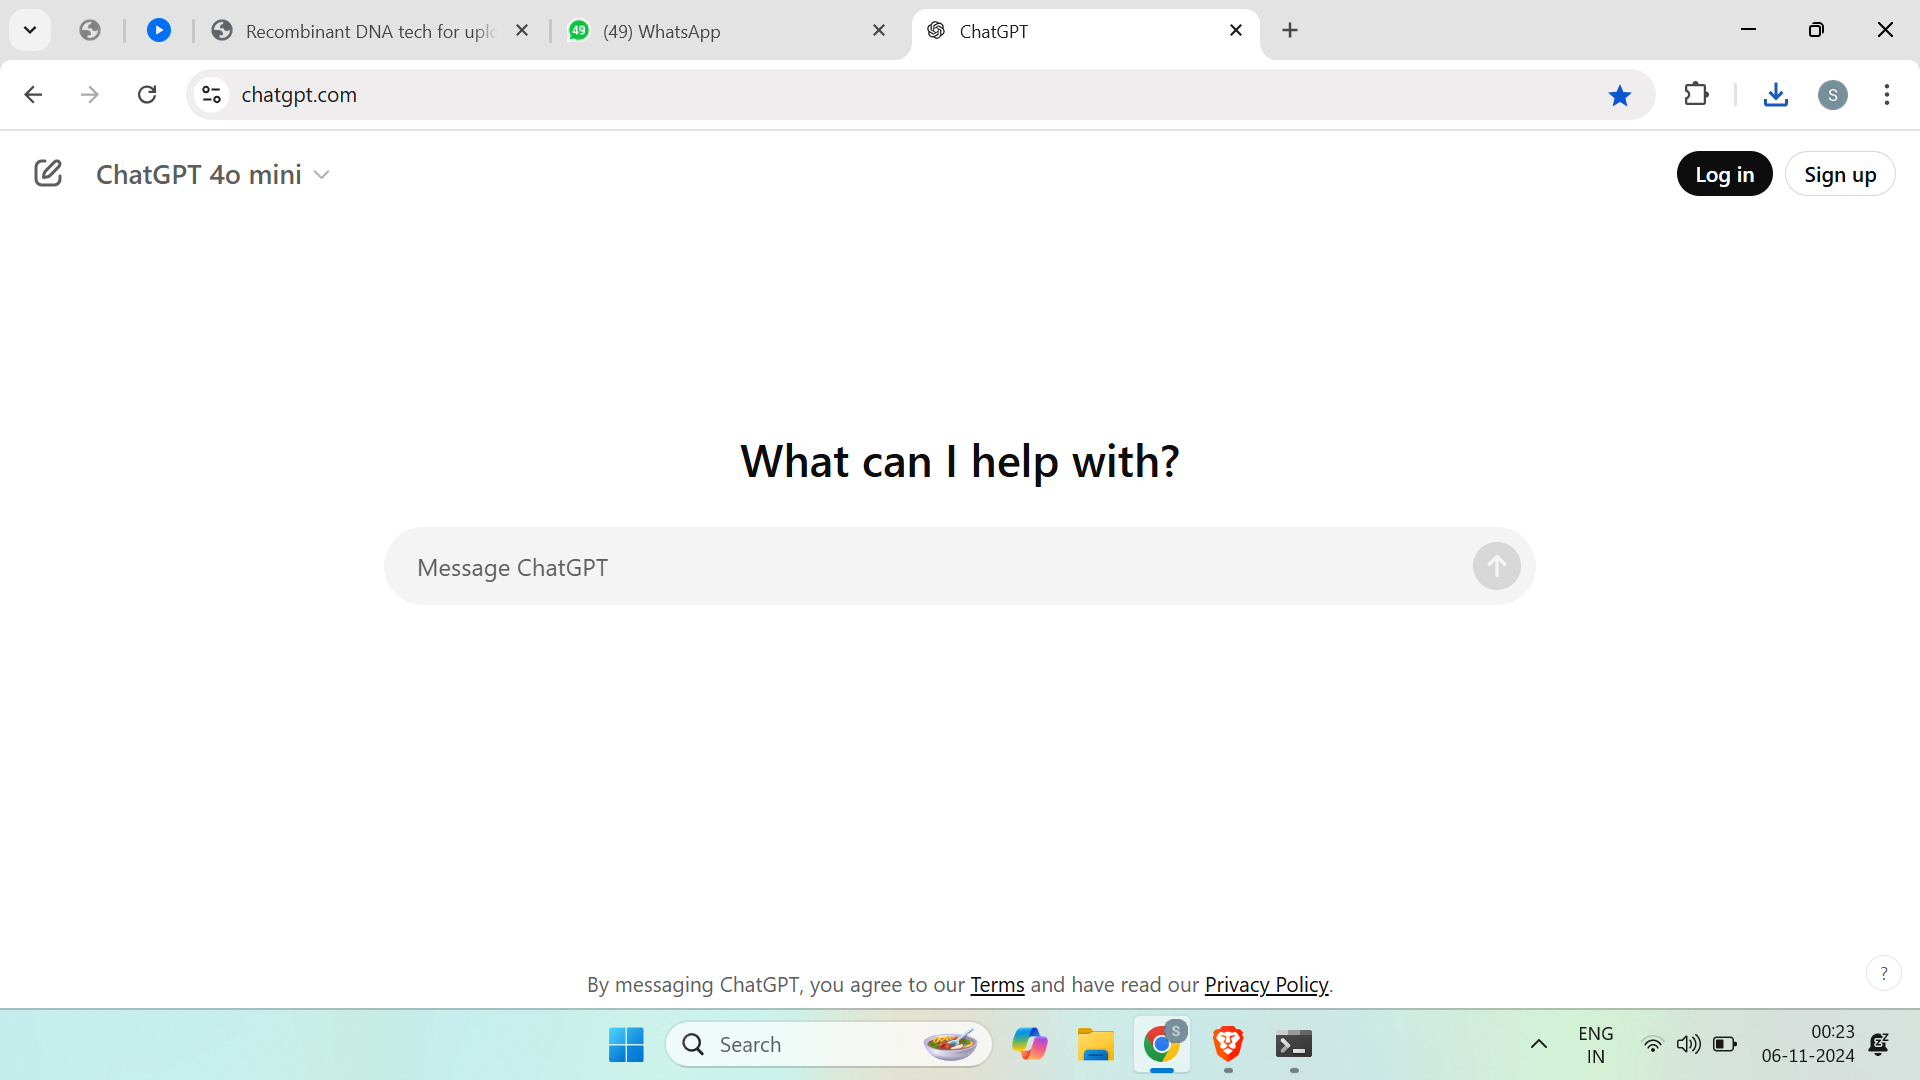 Recombinant DNA tech for uplo
49
(49) WhatsApp
ChatGPT
chatgpt.com
S
ChatGPT 4o mini
Log in
Sign up
What can I help with?
Message ChatGPT
By messaging ChatGPT, you agree to our Terms and have read our Privacy Policy.
?
Search
S
ENG
IN
00:23
06-11-2024